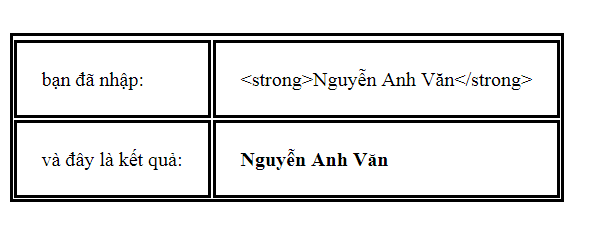 bạn đã nhập: <strong>Nguyễn Anh Văn</strong>
và đây là kết quả: Nguyễn Anh Văn